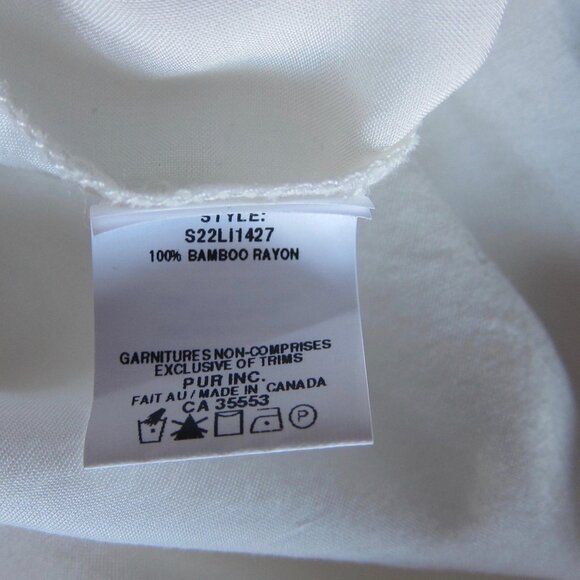 STYLE:
S22LI1427
100% BAMBOO RAYON
GARNITURES NON-COMPRISES
EXCLUSIVE OF TRIMS
PUR INC.
FAIT AU / MADE IN CANADA
CA 35553
P